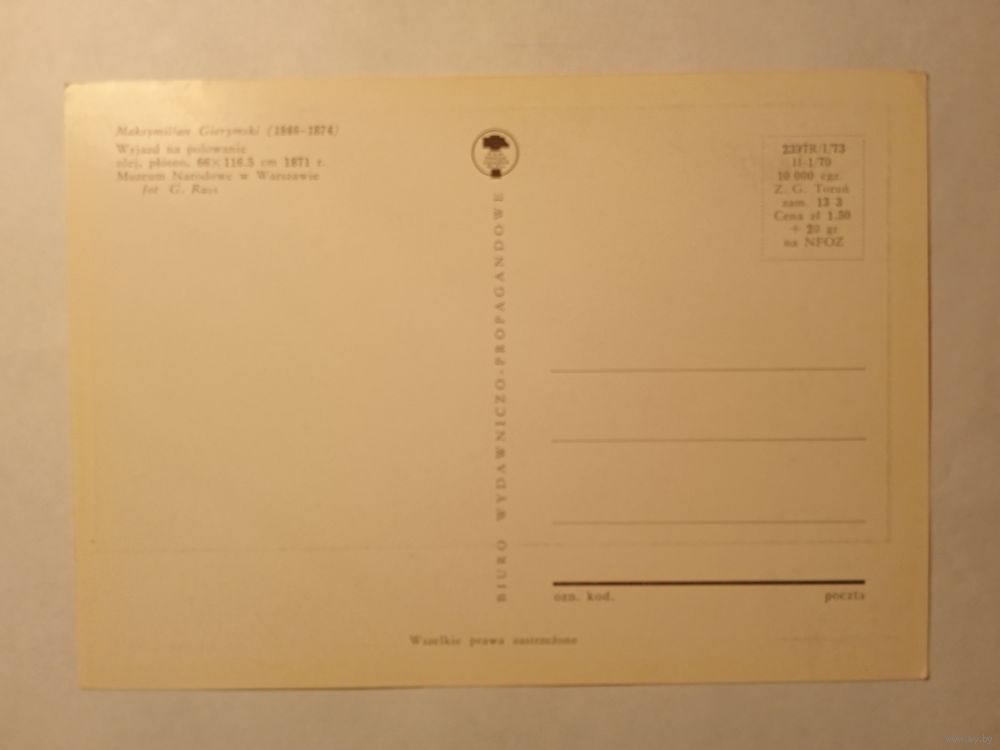 Maksymilian Gierymski (1846-1874)
Wyjazd na polowanie
olej, płótno, 66×116.5 cm 1871 r.
Muzeum Narodowe w Warszawie
fot G. Russ
BIURO WYDAWNICZO-PROPAGANDOWE
2397R/1/73
II-1/70
10 000 egz.
Z. G. Toruń
zam. 13 3
Cena zł 1.50
+ 20 gr
na NFOZ
ozn. kod. poczta
Wszelkie prawa zastrzeżone